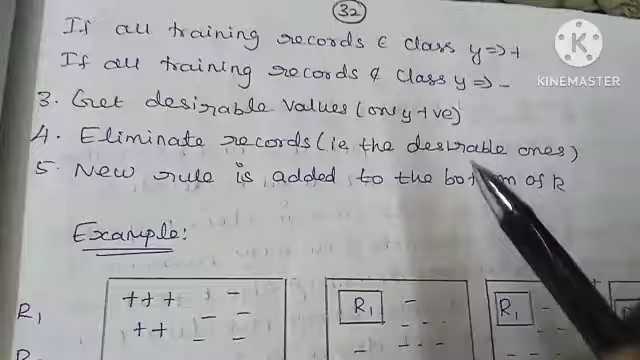 32
If all training records ∈ class y => +
If all training records ∉ class y => -
KINEMASTER
3. Get desirable values (only +ve)
4. Eliminate records (ie the desirable ones)
5. New rule is added to the bottom of R
Example:
R1
+ + + -
+ + - -
R1 -
- - -
-
R1 -
- -